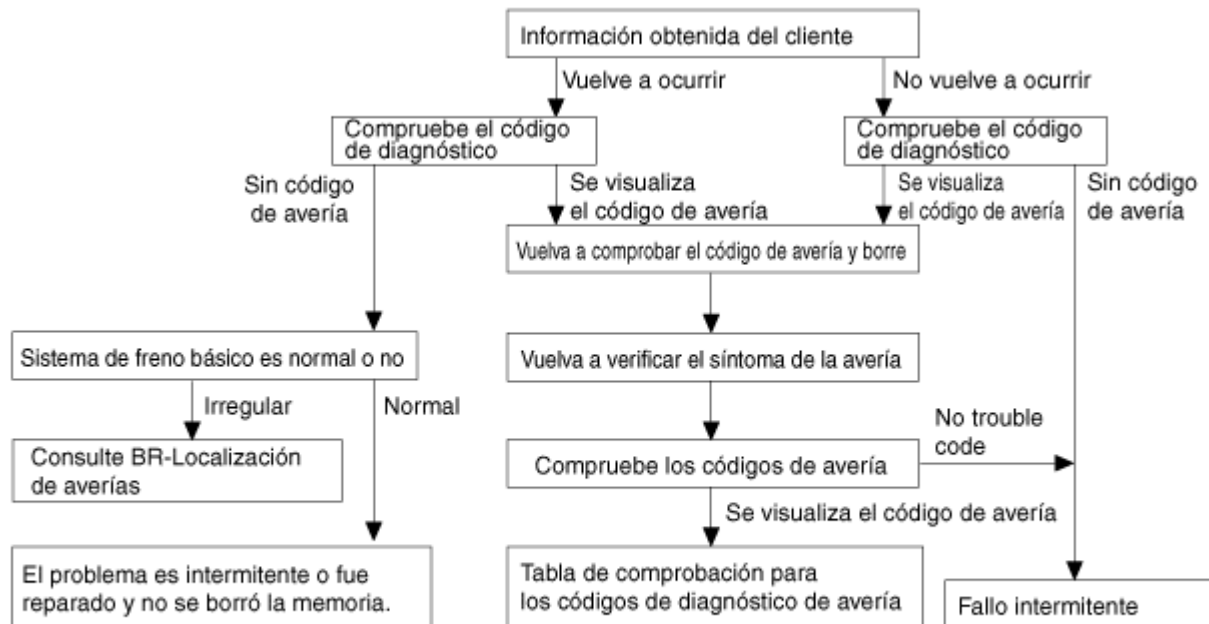 Información obtenida del cliente
Vuelve a ocurrir
No vuelve a ocurrir
Compruebe el código
de diagnóstico
Compruebe el código
de diagnóstico
Sin código
de avería
Se visualiza
el código de avería
Se visualiza
el código de avería
Sin código
de avería
Vuelva a comprobar el código de avería y borre
Sistema de freno básico es normal o no
Vuelva a verificar el síntoma de la avería
Irregular
Normal
No trouble
code
Consulte BR-Localización
de averías
Compruebe los códigos de avería
Se visualiza el código de avería
El problema es intermitente o fue
reparado y no se borró la memoria.
Tabla de comprobación para
los códigos de diagnóstico de avería
Fallo intermitente